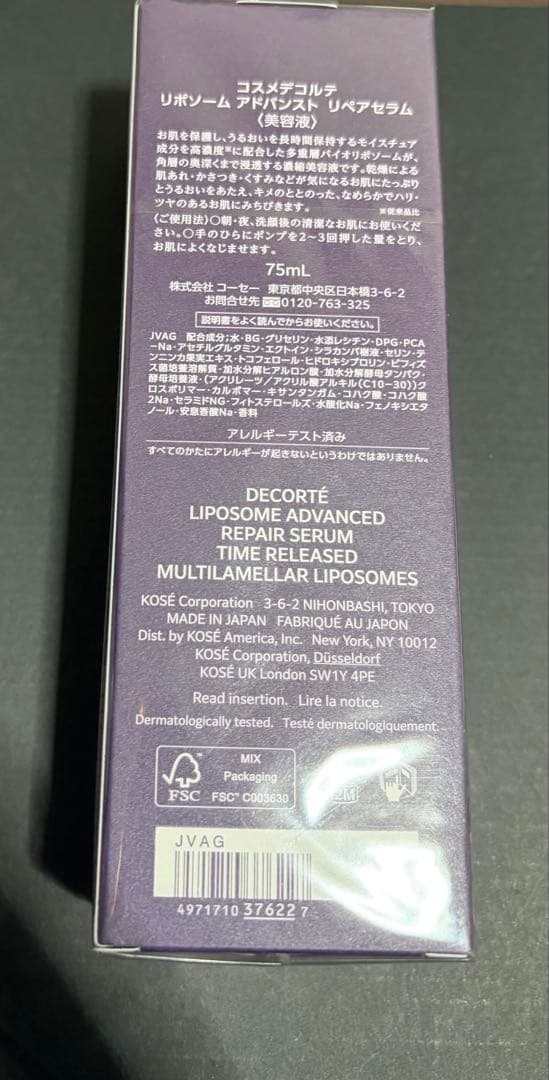 コスメデコルテ
リポソーム アドバンスト リペアセラム
〈美容液〉
お肌を保護し、うるおいを長時間保持するモイスチュア
成分を高濃度※に配合した多重層バイオリポソームが、
角層の奥深くまで浸透する濃縮美容液です。乾燥による
肌あれ・かさつき・くすみなどが気になるお肌にたっぷり
とうるおいをあたえ、キメのととのった、なめらかでハリ・
ツヤのあるお肌にみちびきます。 ※従来品比
〈ご使用法〉○朝・夜、洗顔後の清潔なお肌にお使いくださ
い。○手のひらにポンプを2~3回押した量をとり、
お肌によくなじませます。
75mL
株式会社 コーセー 東京都中央区日本橋3-6-2
お問合せ先 0120-763-325
説明書をよく読んでからお使いください。
JVAG 配合成分;水・BG・グリセリン・水添レシチン・DPG・PCA
-Na・アセチルグルタミン・エクトイン・シラカンバ樹液・セリン・テ
ンニンカ果実エキス・トコフェロール・ヒドロキシプロリン・ビフィズ
ス菌培養溶解質・加水分解ヒアルロン酸・加水分解酵母タンパク・
酵母培養液・(アクリレーツ/アクリル酸アルキル(C10-30))ク
ロスポリマー・カルボマー・キサンタンガム・コハク酸・コハク酸
2Na・セラミドNG・フィトステロールズ・水酸化Na・フェノキシエタ
ノール・安息香酸Na・香料
アレルギーテスト済み
すべてのかたにアレルギーが起きないというわけではありません。
DECORTÉ
LIPOSOME ADVANCED
REPAIR SERUM
TIME RELEASED
MULTILAMELLAR LIPOSOMES
KOSÉ Corporation 3-6-2 NIHONBASHI, TOKYO
MADE IN JAPAN FABRIQUÉ AU JAPON
Dist. by KOSÉ America, Inc. New York, NY 10012
KOSÉ Corporation, Düsseldorf
KOSÉ UK London SW1Y 4PE
Read insertion. Lire la notice.
Dermatologically tested. Testé dermatologiquement.
MIX
Packaging
FSC™ C003630
FSC
JVAG
4971710 37622 7